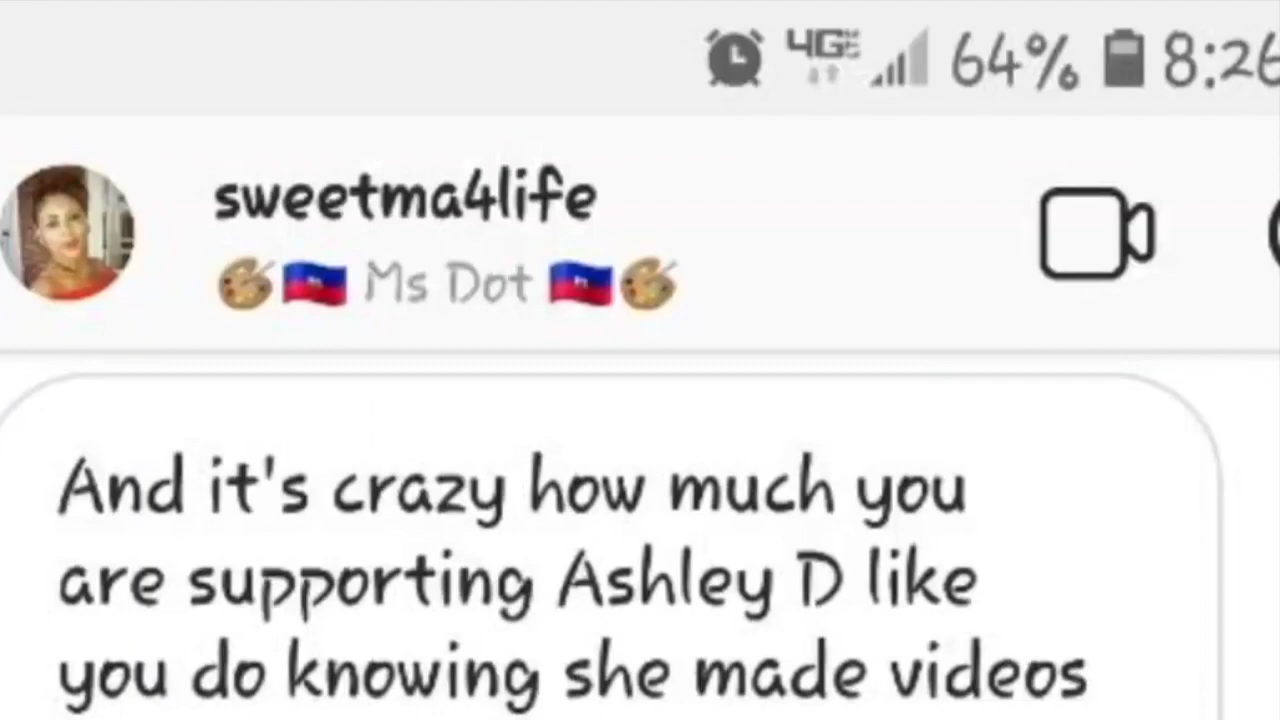 4G 64% 8:26
sweetma4life
🎨🇭🇹 Ms Dot 🇭🇹🎨
And it's crazy how much you
are supporting Ashley D like
you do knowing she made videos